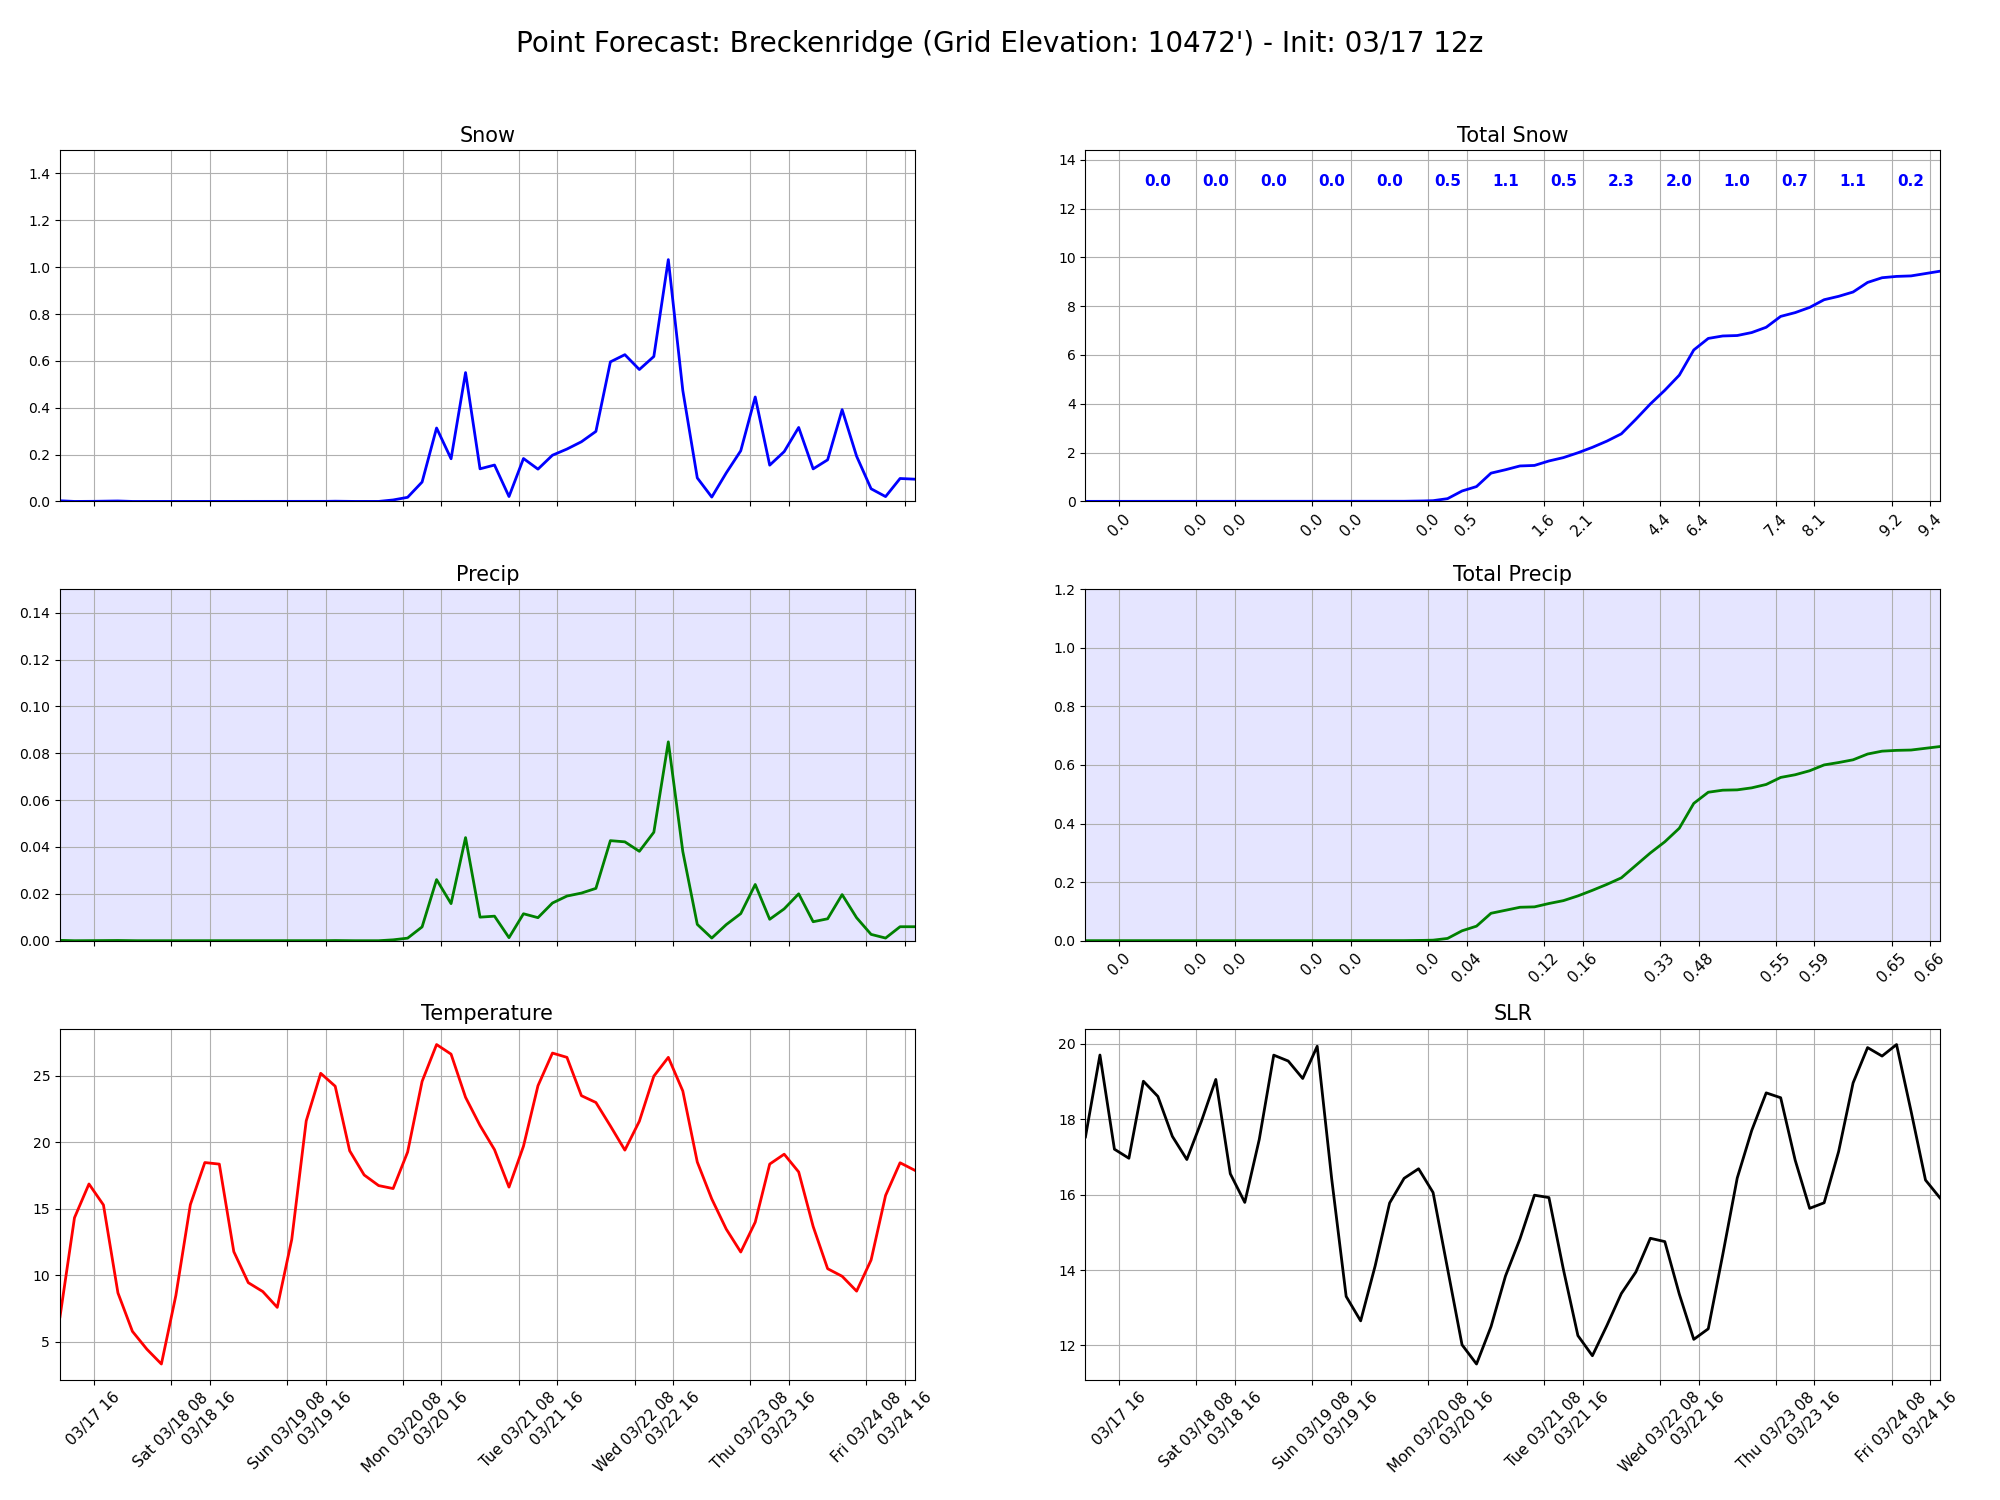 Point Forecast: Breckenridge (Grid Elevation: 10472') - Init: 03/17 12z
Snow
1.4
1.2
1.0
0.8
0.6
0.4
0.2
0.0
Total Snow
14
12
10
8
6
4
2
0
0.0 0.0 0.0 0.0 0.0 0.5 1.1 0.5 2.3 2.0 1.0 0.7 1.1 0.2
0.0 0.0 0.0 0.0 0.0 0.0 0.5 1.6 2.1 4.4 6.4 7.4 8.1 9.2 9.4
Precip
0.14
0.12
0.10
0.08
0.06
0.04
0.02
0.00
Total Precip
1.2
1.0
0.8
0.6
0.4
0.2
0.0
0.0 0.0 0.0 0.0 0.0 0.0 0.04 0.12 0.16 0.33 0.48 0.55 0.59 0.65 0.66
Temperature
25
20
15
10
5
03/17 16
Sat 03/18 08
03/18 16
Sun 03/19 08
03/19 16
Mon 03/20 08
03/20 16
Tue 03/21 08
03/21 16
Wed 03/22 08
03/22 16
Thu 03/23 08
03/23 16
Fri 03/24 08
03/24 16
SLR
20
18
16
14
12
03/17 16
Sat 03/18 08
03/18 16
Sun 03/19 08
03/19 16
Mon 03/20 08
03/20 16
Tue 03/21 08
03/21 16
Wed 03/22 08
03/22 16
Thu 03/23 08
03/23 16
Fri 03/24 08
03/24 16